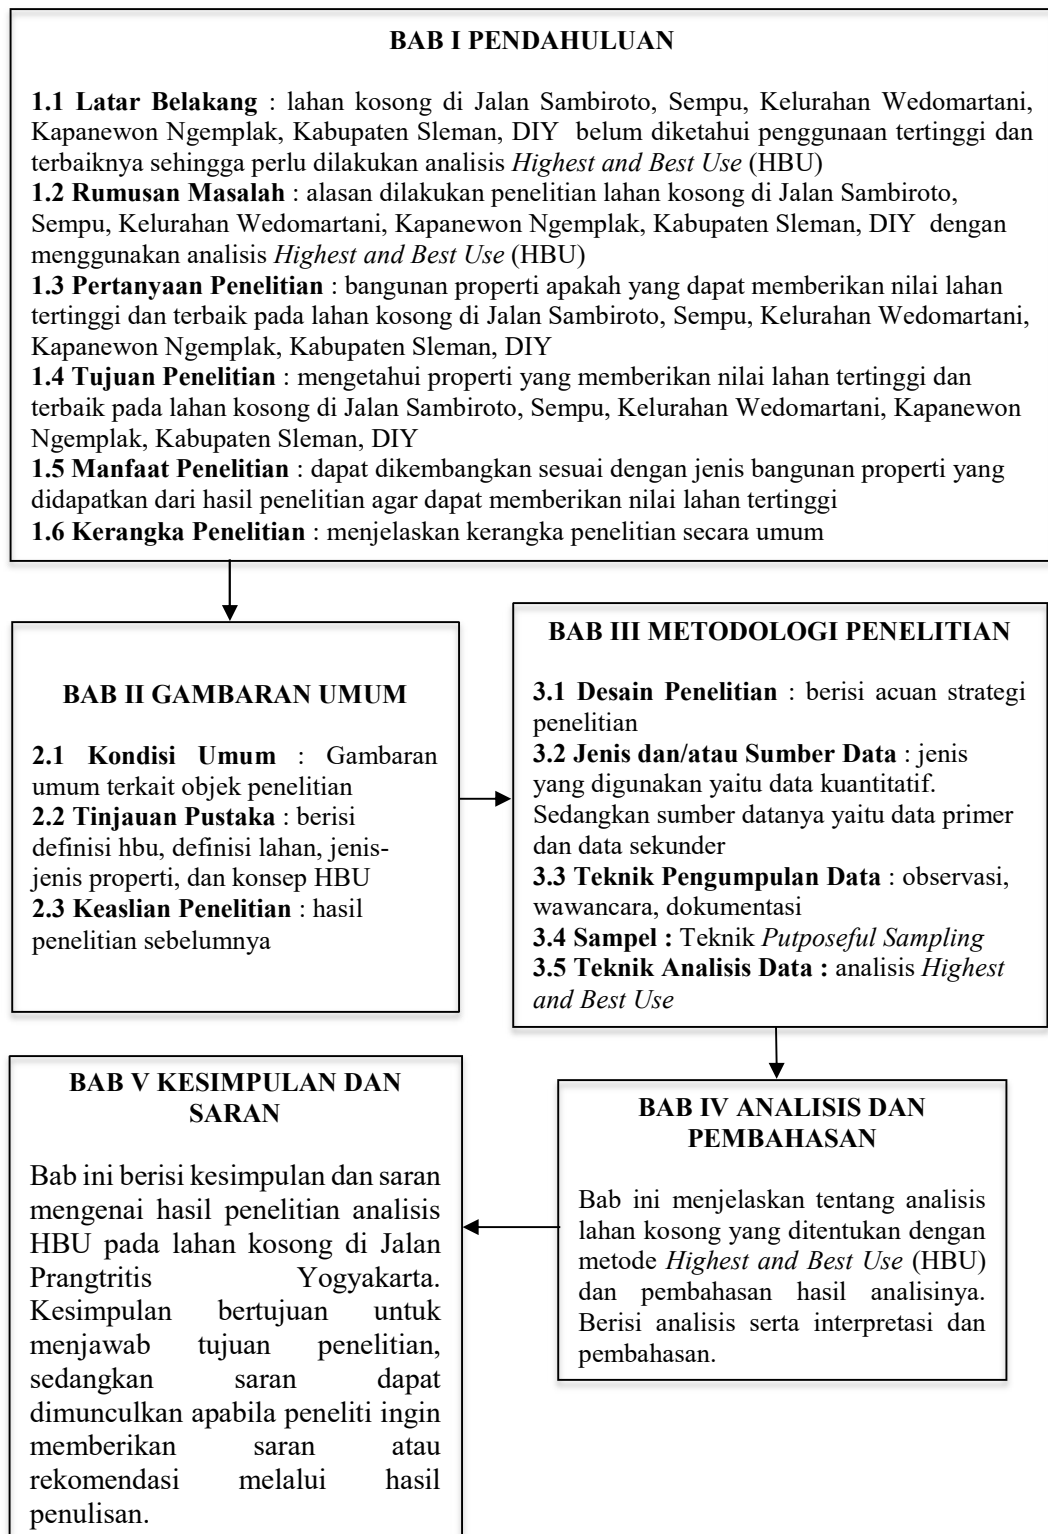 BAB I PENDAHULUAN
1.1 Latar Belakang : lahan kosong di Jalan Sambiroto, Sempu, Kelurahan Wedomartani,
Kapanewon Ngemplak, Kabupaten Sleman, DIY belum diketahui penggunaan tertinggi dan
terbaiknya sehingga perlu dilakukan analisis Highest and Best Use (HBU)
1.2 Rumusan Masalah : alasan dilakukan penelitian lahan kosong di Jalan Sambiroto,
Sempu, Kelurahan Wedomartani, Kapanewon Ngemplak, Kabupaten Sleman, DIY dengan
menggunakan analisis Highest and Best Use (HBU)
1.3 Pertanyaan Penelitian : bangunan properti apakah yang dapat memberikan nilai lahan
tertinggi dan terbaik pada lahan kosong di Jalan Sambiroto, Sempu, Kelurahan Wedomartani,
Kapanewon Ngemplak, Kabupaten Sleman, DIY
1.4 Tujuan Penelitian : mengetahui properti yang memberikan nilai lahan tertinggi dan
terbaik pada lahan kosong di Jalan Sambiroto, Sempu, Kelurahan Wedomartani, Kapanewon
Ngemplak, Kabupaten Sleman, DIY
1.5 Manfaat Penelitian : dapat dikembangkan sesuai dengan jenis bangunan properti yang
didapatkan dari hasil penelitian agar dapat memberikan nilai lahan tertinggi
1.6 Kerangka Penelitian : menjelaskan kerangka penelitian secara umum
BAB II GAMBARAN UMUM
2.1 Kondisi Umum : Gambaran
umum terkait objek penelitian
2.2 Tinjauan Pustaka : berisi
definisi hbu, definisi lahan, jenis-
jenis properti, dan konsep HBU
2.3 Keaslian Penelitian : hasil
penelitian sebelumnya
BAB III METODOLOGI PENELITIAN
3.1 Desain Penelitian : berisi acuan strategi
penelitian
3.2 Jenis dan/atau Sumber Data : jenis
yang digunakan yaitu data kuantitatif.
Sedangkan sumber datanya yaitu data primer
dan data sekunder
3.3 Teknik Pengumpulan Data : observasi,
wawancara, dokumentasi
3.4 Sampel : Teknik Putposeful Sampling
3.5 Teknik Analisis Data : analisis Highest
and Best Use
BAB IV ANALISIS DAN
PEMBAHASAN
Bab ini menjelaskan tentang analisis
lahan kosong yang ditentukan dengan
metode Highest and Best Use (HBU)
dan pembahasan hasil analisinya.
Berisi analisis serta interpretasi dan
pembahasan.
BAB V KESIMPULAN DAN
SARAN
Bab ini berisi kesimpulan dan saran
mengenai hasil penelitian analisis
HBU pada lahan kosong di Jalan
Prangtritis Yogyakarta.
Kesimpulan bertujuan untuk
menjawab tujuan penelitian,
sedangkan saran dapat
dimunculkan apabila peneliti ingin
memberikan saran atau
rekomendasi melalui hasil
penulisan.